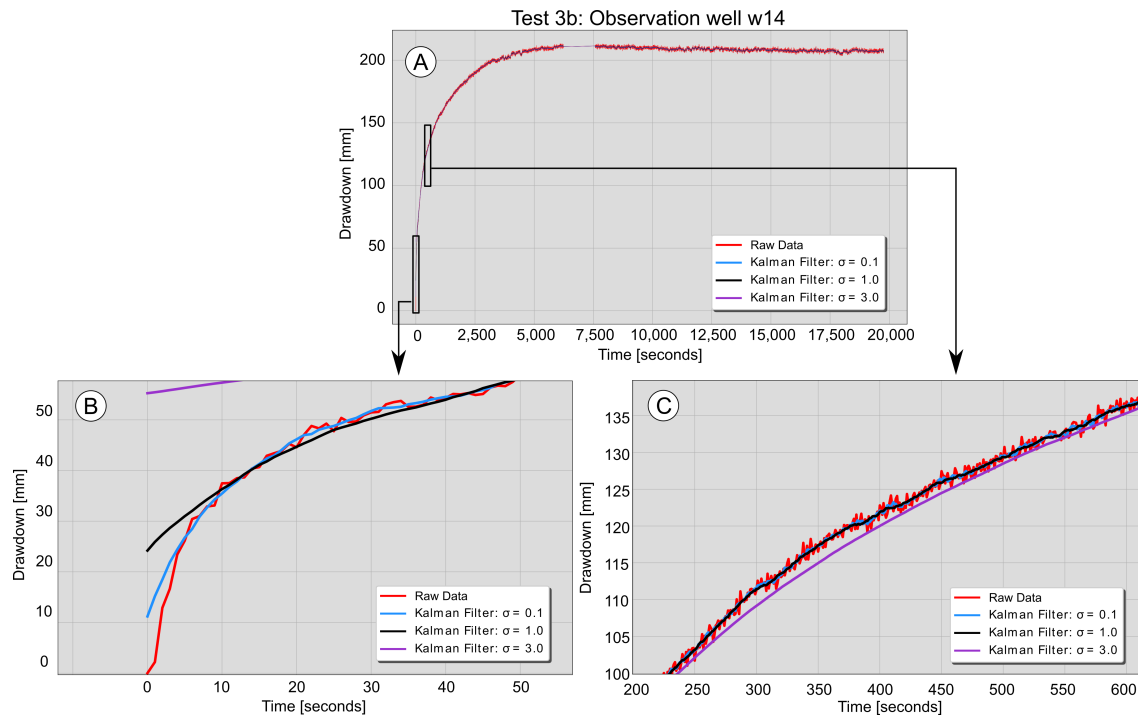 Test 3b: Observation well w14
A
Drawdown [mm]
200
150
100
50
0
Raw Data
Kalman Filter: σ = 0.1
Kalman Filter: σ = 1.0
Kalman Filter: σ = 3.0
0 2,500 5,000 7,500 10,000 12,500 15,000 17,500 20,000
Time [seconds]
B
Drawdown [mm]
50
40
30
20
10
0
Raw Data
Kalman Filter: σ = 0.1
Kalman Filter: σ = 1.0
Kalman Filter: σ = 3.0
0 10 20 30 40 50
Time [seconds]
C
Drawdown [mm]
135
130
125
120
115
110
105
100
Raw Data
Kalman Filter: σ = 0.1
Kalman Filter: σ = 1.0
Kalman Filter: σ = 3.0
200 250 300 350 400 450 500 550 600
Time [seconds]